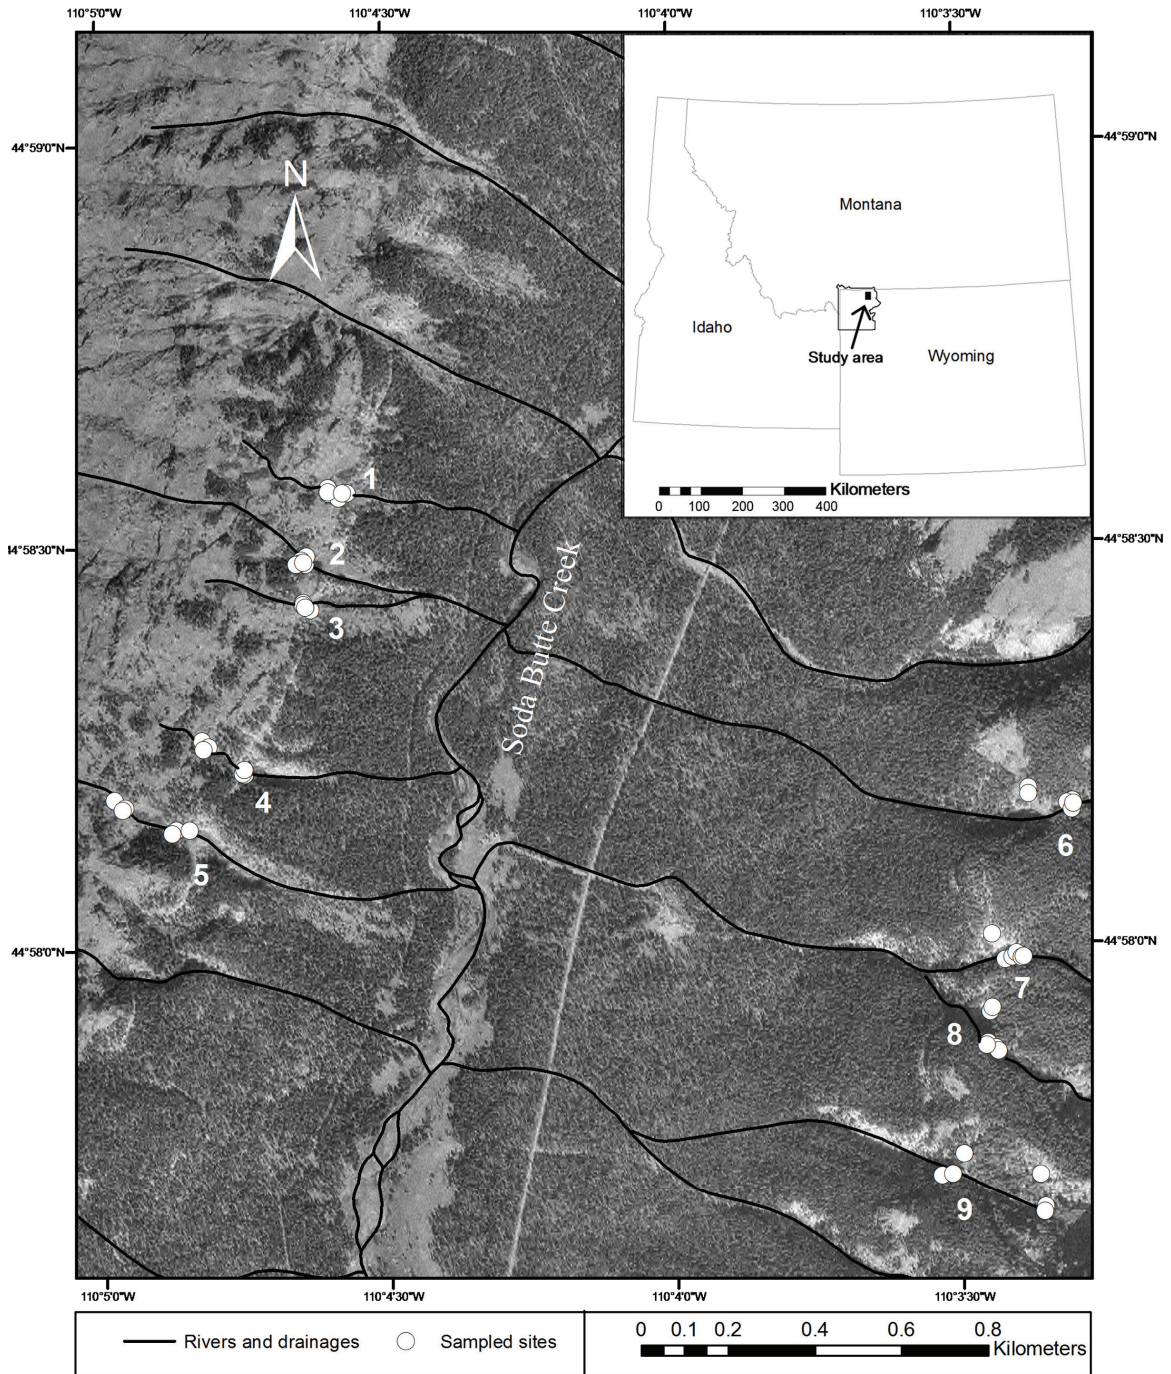 110°5'0"W 110°4'30"W 110°4'0"W 110°3'30"W
44°59'0"N 44°59'0"N
N
Montana
Idaho
Wyoming
Study area
Kilometers
0 100 200 300 400
1
44°58'30"N 44°58'30"N
2
3
Soda Butte Creek
4
5
6
44°58'0"N 44°58'0"N
7
8
9
110°5'0"W 110°4'30"W 110°4'0"W 110°3'30"W
Rivers and drainages Sampled sites
0 0.1 0.2 0.4 0.6 0.8
Kilometers